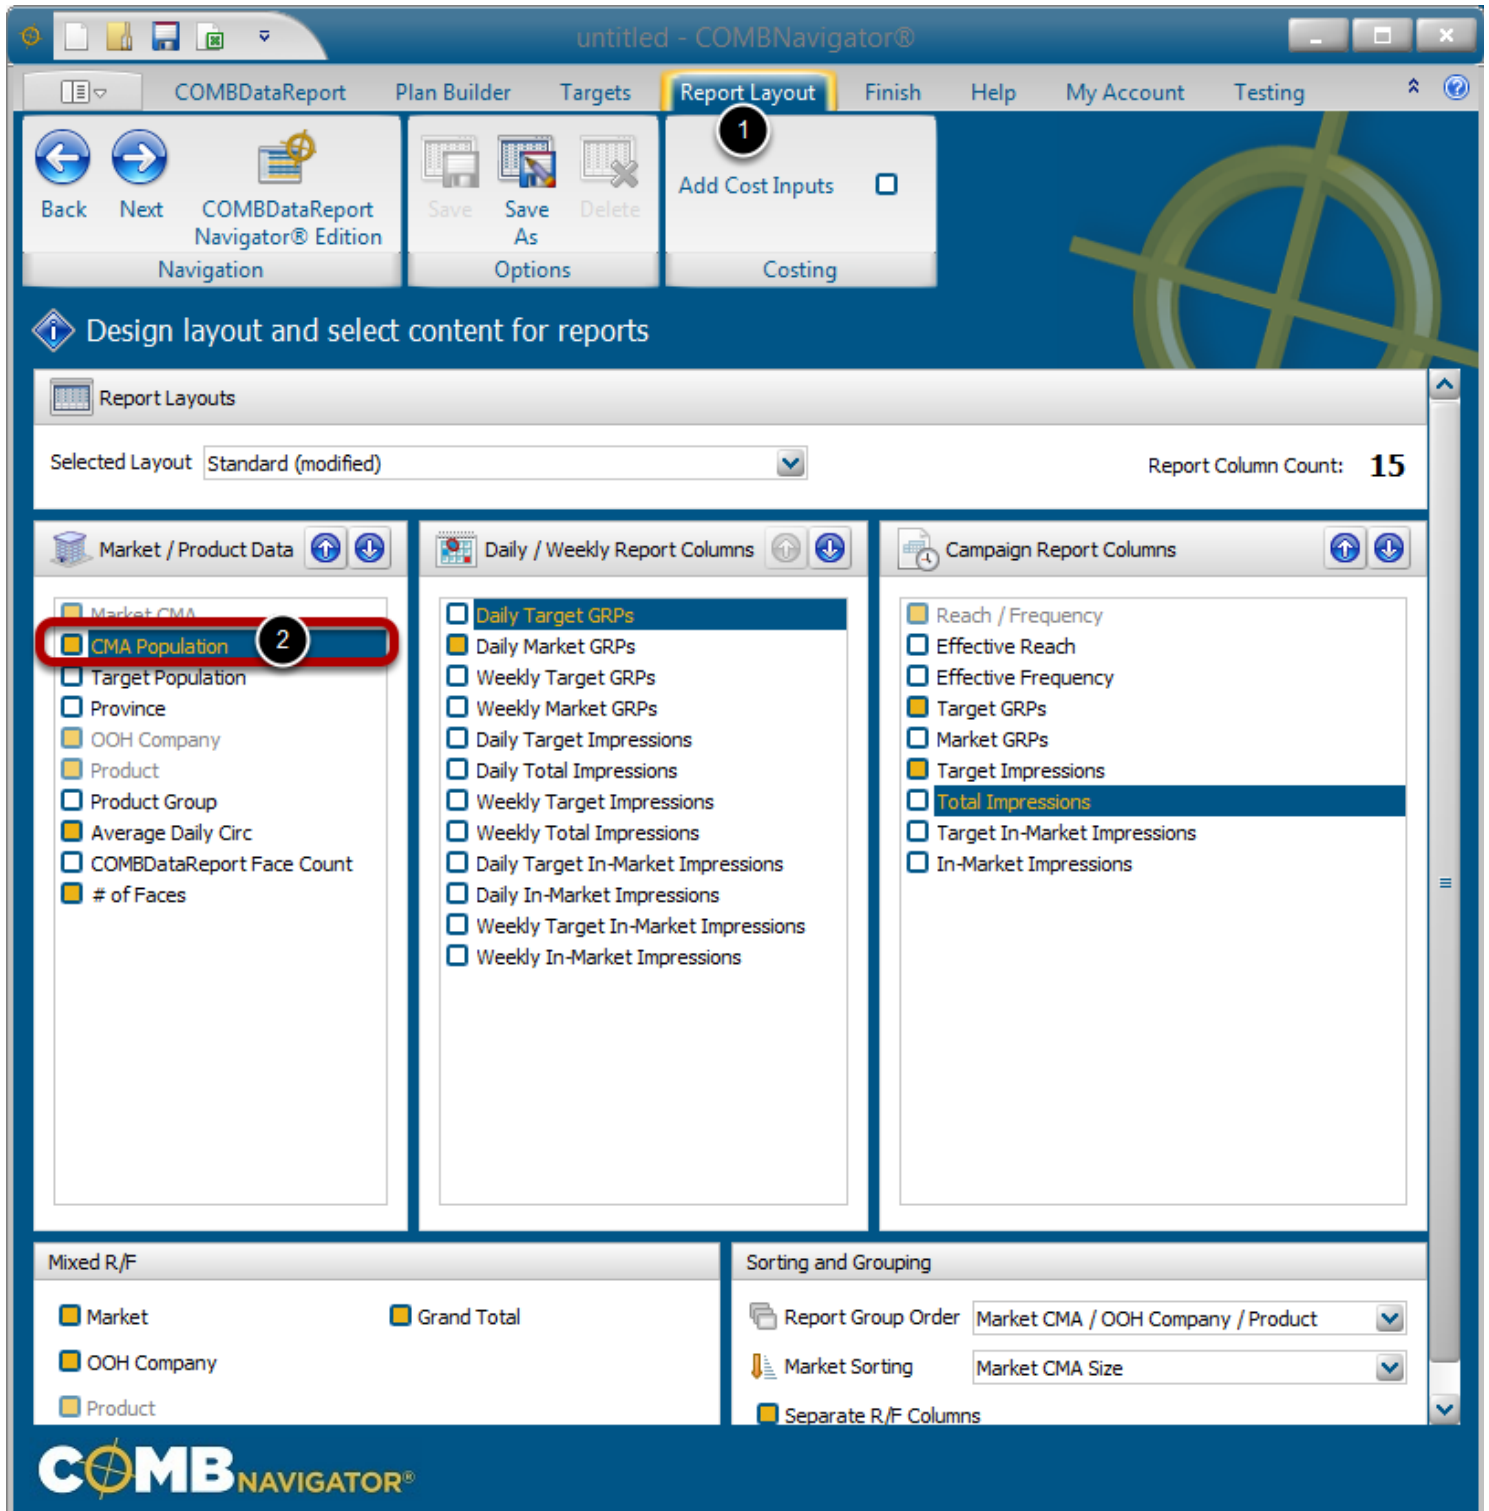 untitled - COMBNavigator®
COMBDataReport Plan Builder Targets Report Layout Finish Help My Account Testing
1
Back Next COMBDataReport Navigator® Edition
Save Save As Delete
Add Cost Inputs
Navigation Options Costing
Design layout and select content for reports
Report Layouts
Selected Layout Standard (modified)
Report Column Count: 15
Market / Product Data
Market CMA
CMA Population 2
Target Population
Province
OOH Company
Product
Product Group
Average Daily Circ
COMBDataReport Face Count
# of Faces
Daily / Weekly Report Columns
Daily Target GRPs
Daily Market GRPs
Weekly Target GRPs
Weekly Market GRPs
Daily Target Impressions
Daily Total Impressions
Weekly Target Impressions
Weekly Total Impressions
Daily Target In-Market Impressions
Daily In-Market Impressions
Weekly Target In-Market Impressions
Weekly In-Market Impressions
Campaign Report Columns
Reach / Frequency
Effective Reach
Effective Frequency
Target GRPs
Market GRPs
Target Impressions
Total Impressions
Target In-Market Impressions
In-Market Impressions
Mixed R/F
Market Grand Total
OOH Company
Product
Sorting and Grouping
Report Group Order Market CMA / OOH Company / Product
Market Sorting Market CMA Size
Separate R/F Columns
COMBNAVIGATOR®